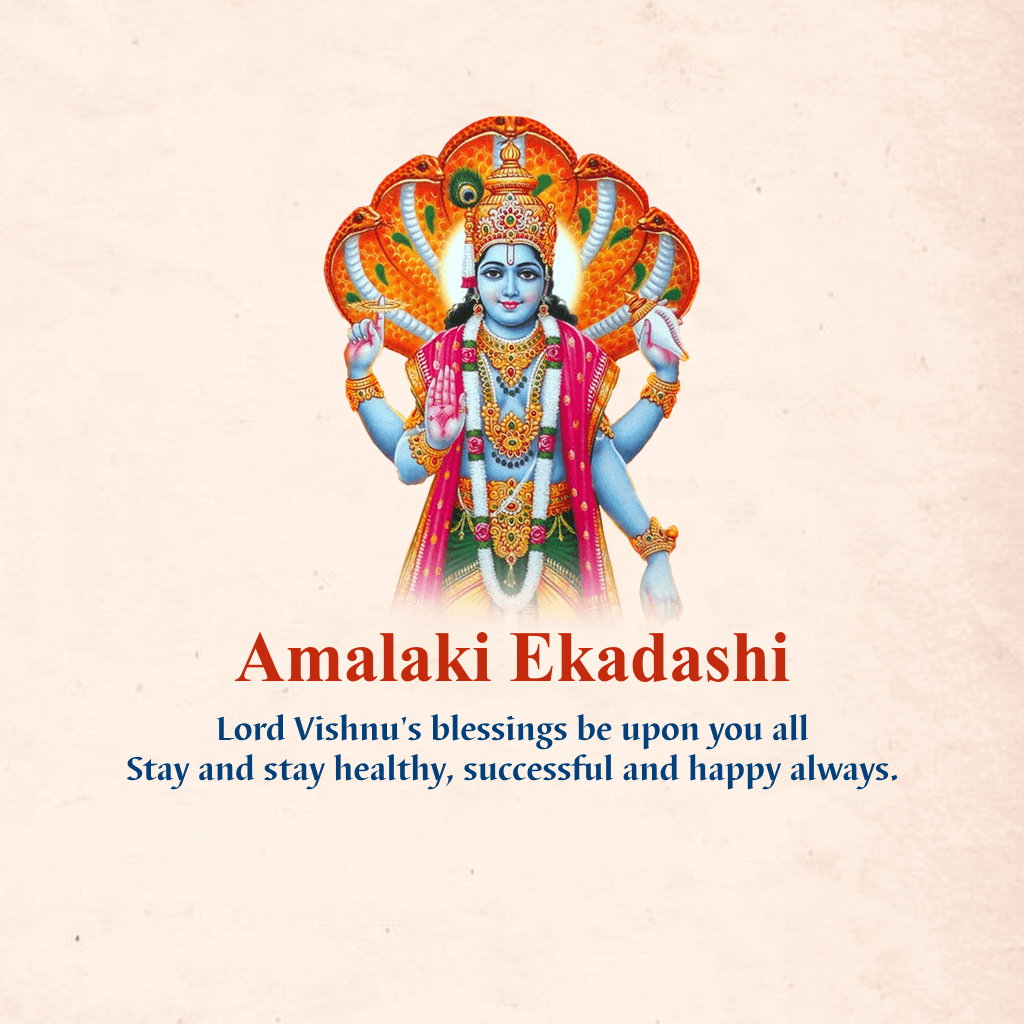 Amalaki Ekadashi
Lord Vishnu's blessings be upon you all
Stay and stay healthy, successful and happy always.